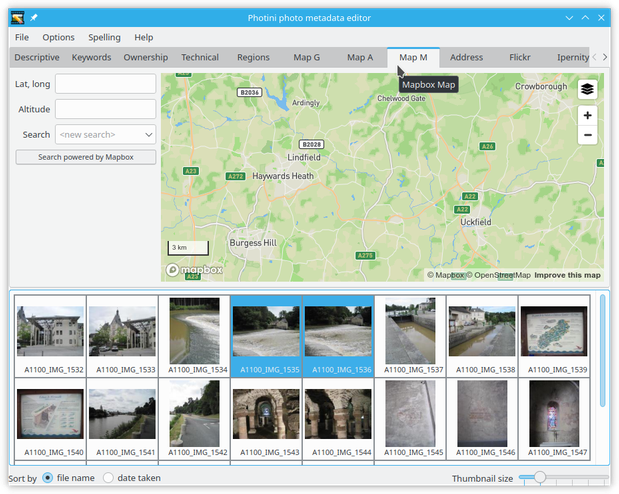 Photini photo metadata editor
File Options Spelling Help
Descriptive Keywords Ownership Technical Regions Map G Map A Map M Address Flickr Ipernity
Mapbox Map
Lat, long
Altitude
Search <new search>
Search powered by Mapbox
B2036
Ardingly
Chelwood Gate
Crowborough
B2028
Lindfield
A26
A23
A272
Haywards Heath
A22
A22
Uckfield
Burgess Hill
A275
3 km
mapbox
A23
© Mapbox © OpenStreetMap Improve this map
A1100_IMG_1532 A1100_IMG_1533 A1100_IMG_1534 A1100_IMG_1535 A1100_IMG_1536 A1100_IMG_1537 A1100_IMG_1538 A1100_IMG_1539
A1100_IMG_1540 A1100_IMG_1541 A1100_IMG_1542 A1100_IMG_1543 A1100_IMG_1544 A1100_IMG_1545 A1100_IMG_1546 A1100_IMG_1547
Sort by file name date taken Thumbnail size